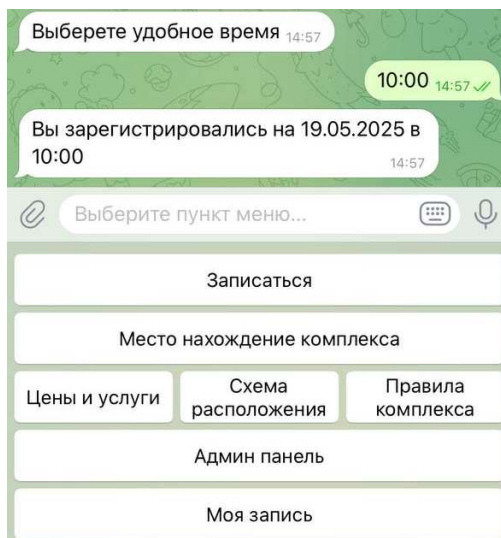 Выберете удобное время 14:57
10:00 14:57
Вы зарегистрировались на 19.05.2025 в
10:00 14:57
Выберите пункт меню...
Записаться
Место нахождение комплекса
Цены и услуги
Схема
расположения
Правила
комплекса
Админ панель
Моя запись